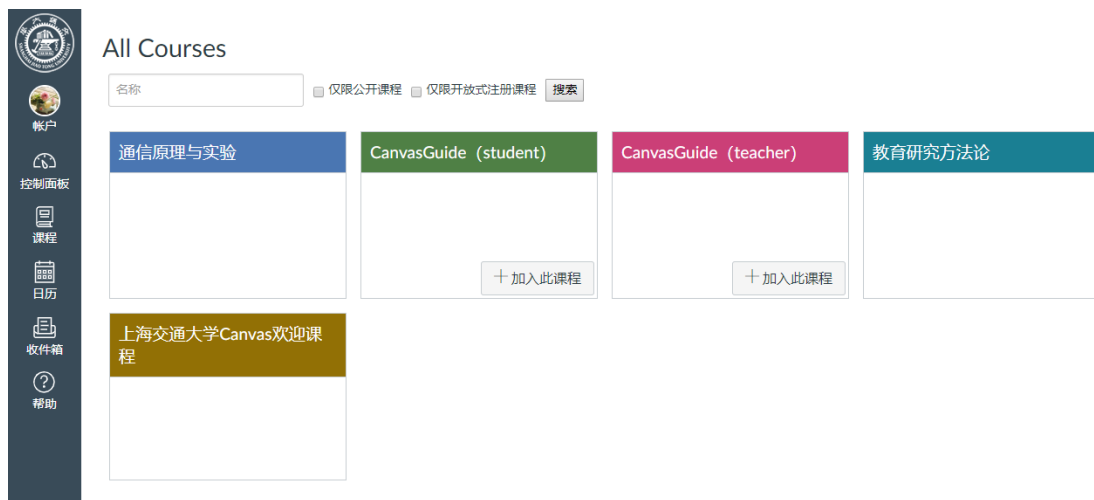 All Courses
名称
仅限公开课程 仅限开放式注册课程 搜索
帐户
控制面板
课程
日历
收件箱
帮助
通信原理与实验
CanvasGuide（student)
加入此课程
CanvasGuide（teacher)
加入此课程
教育研究方法论
上海交通大学Canvas欢迎课
程